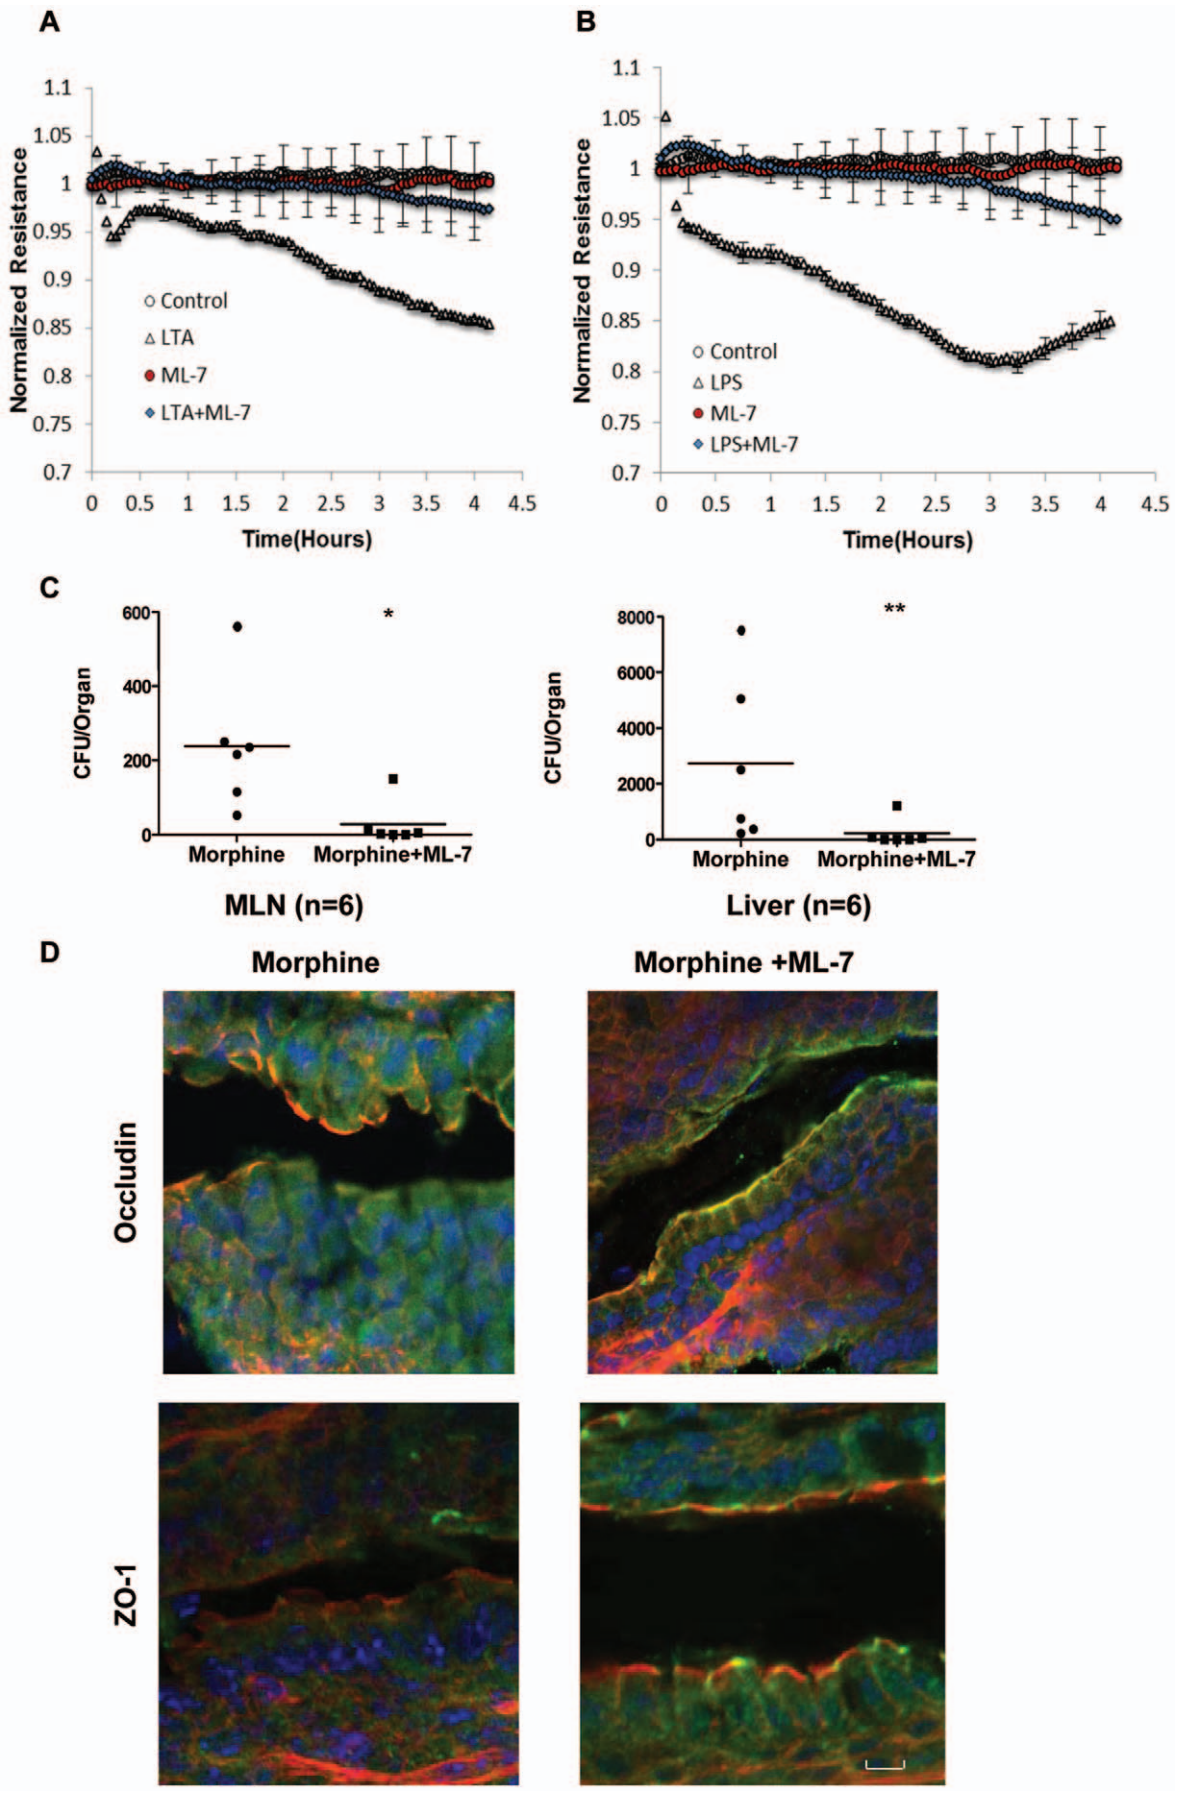 A
B
1.1
1.05
1
0.95
0.9
0.85
0.8
0.75
0.7
Normalized Resistance
Control
LTA
ML-7
LTA+ML-7
0 0.5 1 1.5 2 2.5 3 3.5 4 4.5
Time(Hours)
1.1
1.05
1
0.95
0.9
0.85
0.8
0.75
0.7
Normalized Resistance
Control
LPS
ML-7
LPS+ML-7
0 0.5 1 1.5 2 2.5 3 3.5 4 4.5
Time(Hours)
C
600
400
200
0
CFU/Organ
*
Morphine Morphine+ML-7
MLN (n=6)
8000
6000
4000
2000
0
CFU/Organ
**
Morphine Morphine+ML-7
Liver (n=6)
D
Morphine
Morphine +ML-7
Occludin
ZO-1